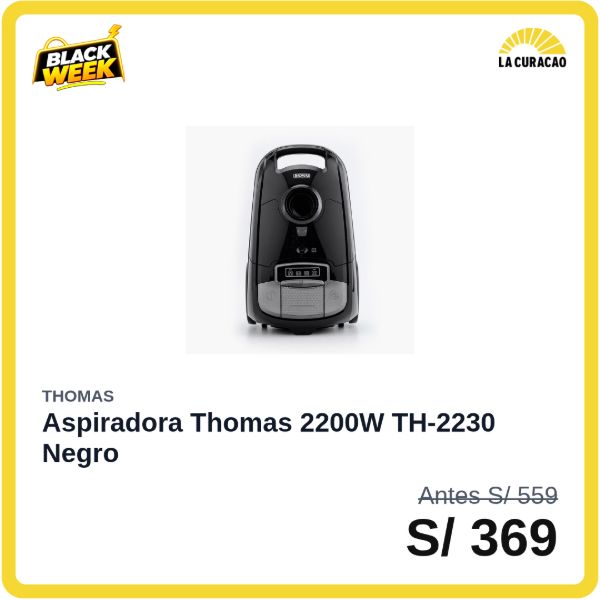 BLACK
WEEK
LA CURACAO
THOMAS
Aspiradora Thomas 2200W TH-2230
Negro
Antes S/ 559
S/ 369